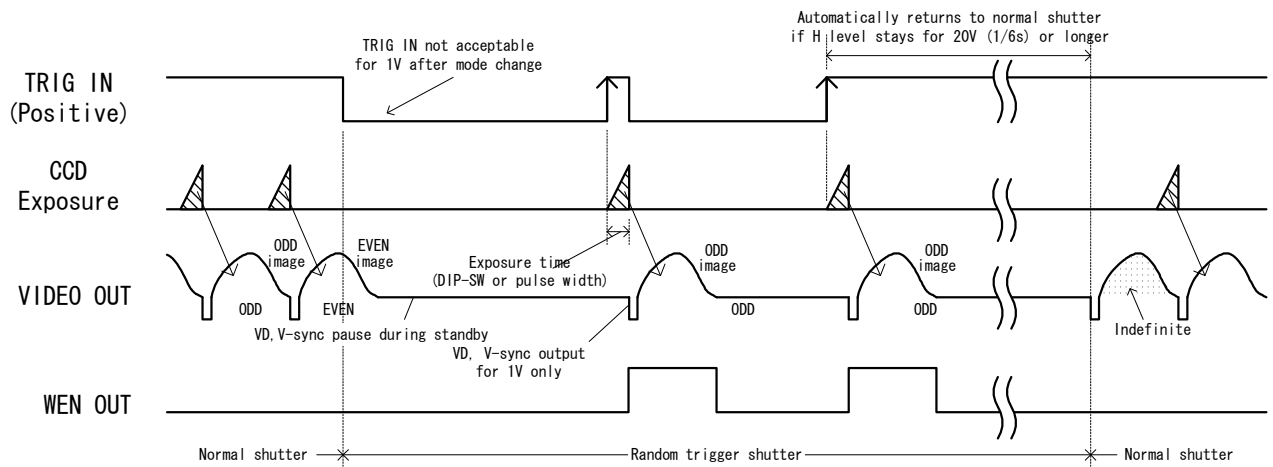 Automatically returns to normal shutter
if H level stays for 20V (1/6s) or longer
TRIG IN not acceptable
for 1V after mode change
TRIG IN
(Positive)
CCD
Exposure
Exposure time
(DIP-SW or pulse width)
ODD
image
EVEN
image
ODD
image
ODD
image
VIDEO OUT
ODD
EVEN
ODD
ODD
VD, V-sync pause during standby
VD, V-sync output
for 1V only
Indefinite
WEN OUT
Normal shutter
Random trigger shutter
Normal shutter